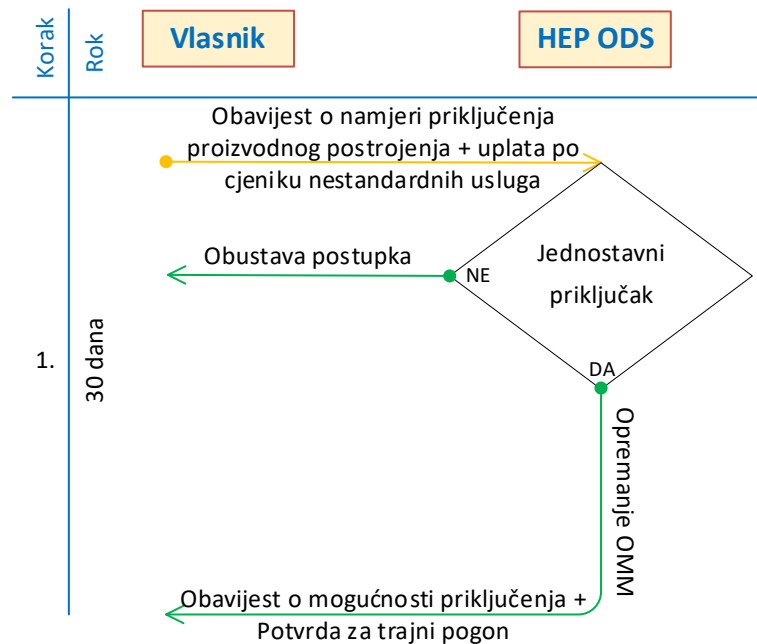 Korak
Rok
Vlasnik
HEP ODS
Obavijest o namjeri priključenja
proizvodnog postrojenja + uplata po
cjeniku nestandardnih usluga
Jednostavni
priključak
NE
Obustava postupka
DA
1.
30 dana
Opremanje OMM
Obavijest o mogućnosti priključenja +
Potvrda za trajni pogon